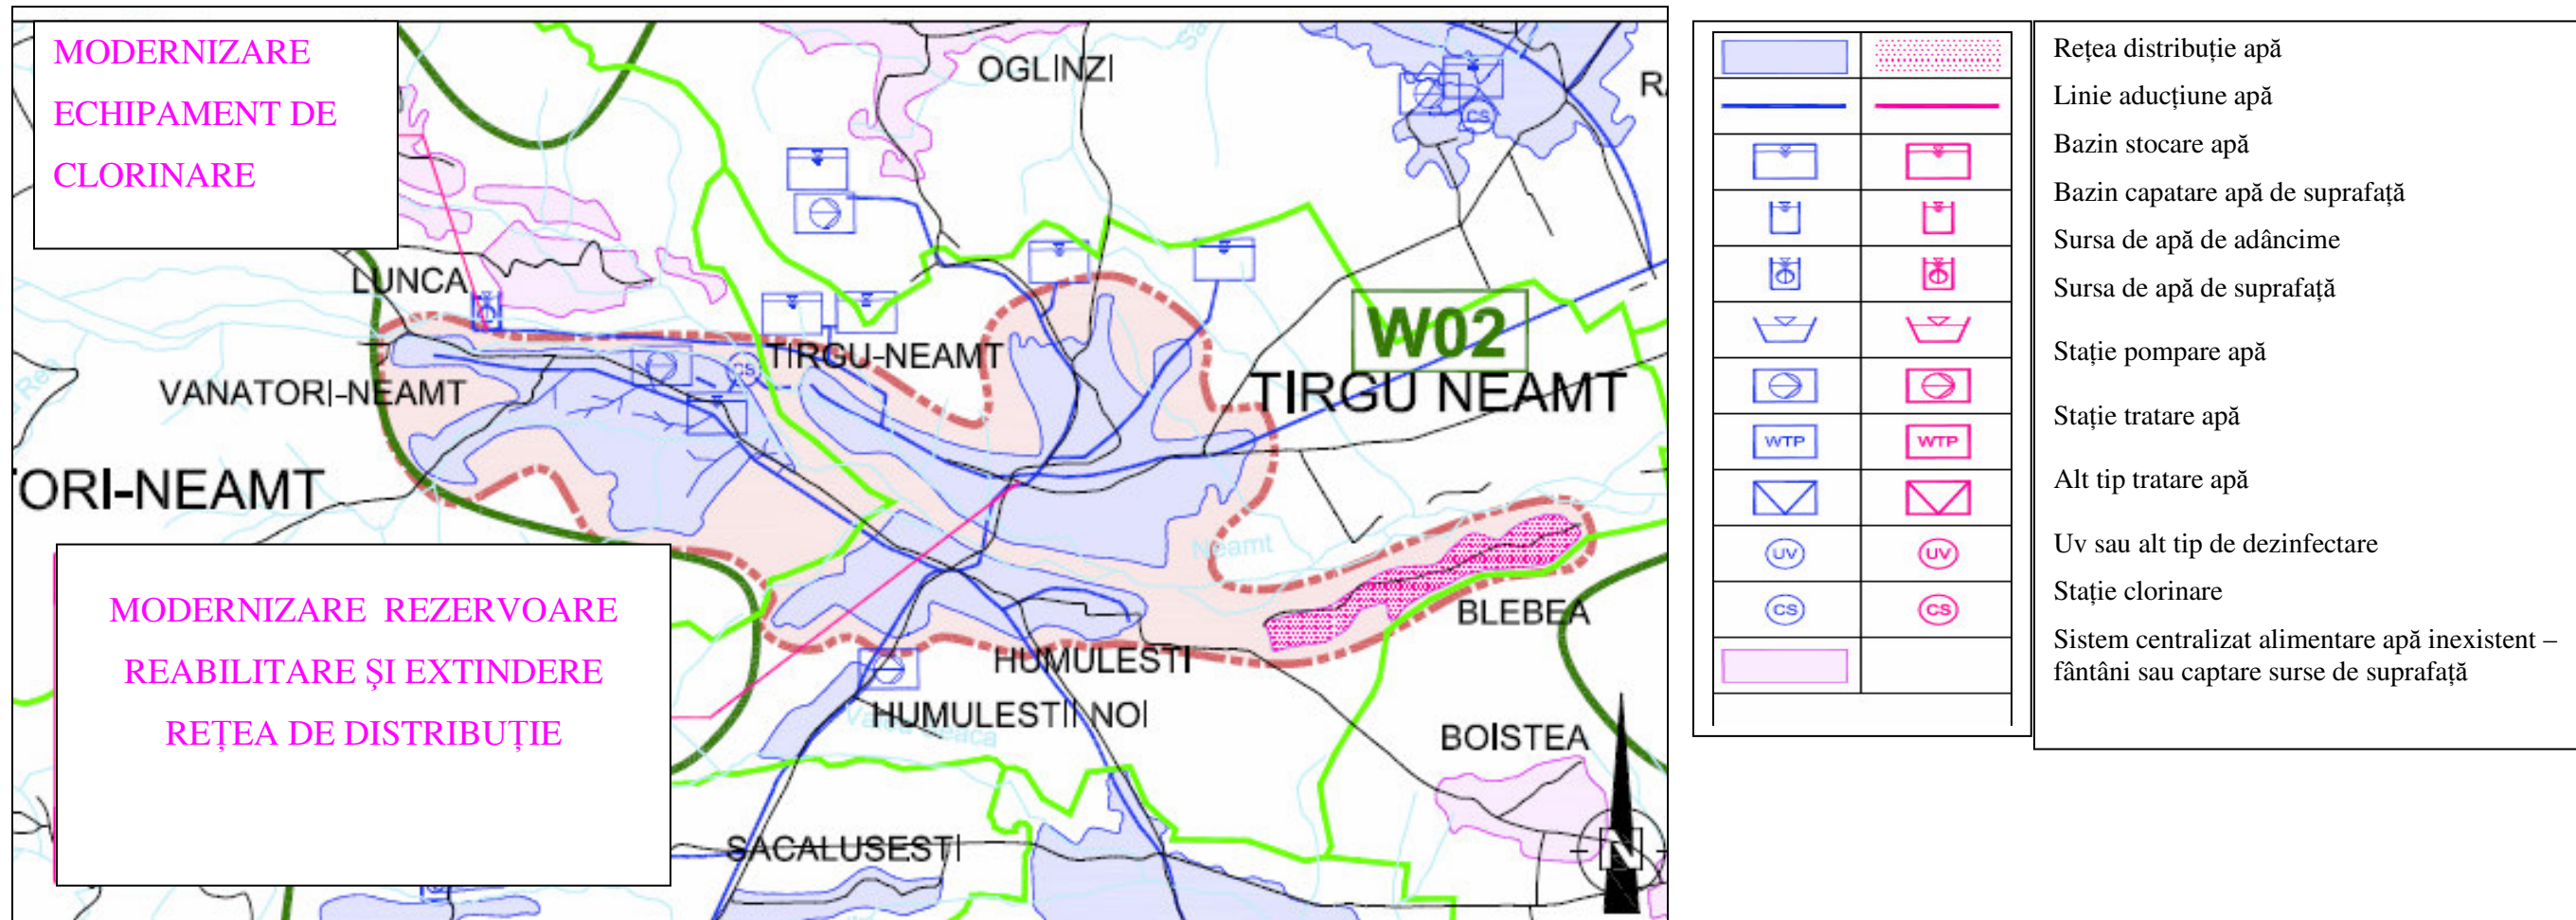 MODERNIZARE
ECHIPAMENT DE
CLORINARE
OGLINZI
CS
LUNCA
TIRGU-NEAMT
CS
W02
VANATORI-NEAMT
TIRGU NEAMT
TORI-NEAMT
Neamt
MODERNIZARE REZERVOARE
REABILITARE ȘI EXTINDERE
REȚEA DE DISTRIBUȚIE
BLEBEA
HUMULESTI
HUMULESTII NOI
BOISTEA
SACALUSESTI
N
Rețea distribuție apă
Linie aducțiune apă
Bazin stocare apă
Bazin capatare apă de suprafață
Sursa de apă de adâncime
Sursa de apă de suprafață
Stație pompare apă
Stație tratare apă
WTP WTP
Alt tip tratare apă
Uv sau alt tip de dezinfectare
UV UV
Stație clorinare
CS CS
Sistem centralizat alimentare apă inexistent –
fântâni sau captare surse de suprafață